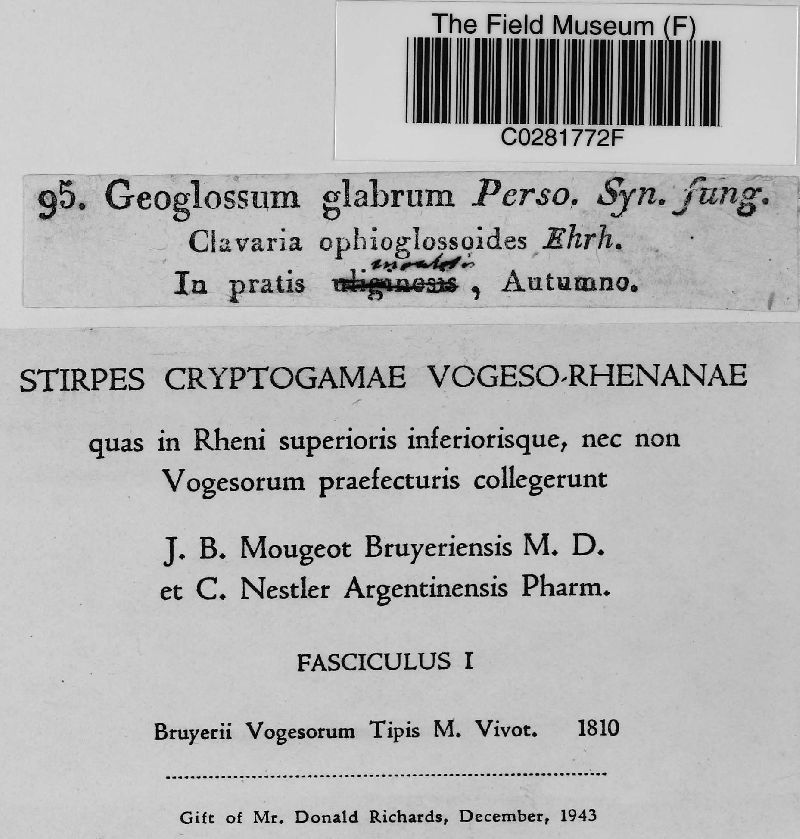 The Field Museum (F)
C0281772F
95. Geoglossum glabrum Perso. Syn. fung.
Clavaria ophioglossoides Ehrh.
In pratis uliginosis, Autumno.
STIRPES CRYPTOGAMAE VOGESO-RHENANAE
quas in Rheni superioris inferiorisque, nec non
Vogesorum praefecturis collegerunt
J. B. Mougeot Bruyeriensis M. D.
et C. Nestler Argentinensis Pharm.
FASCICULUS I
Bruyerii Vogesorum Tipis M. Vivot. 1810
Gift of Mr. Donald Richards, December, 1943